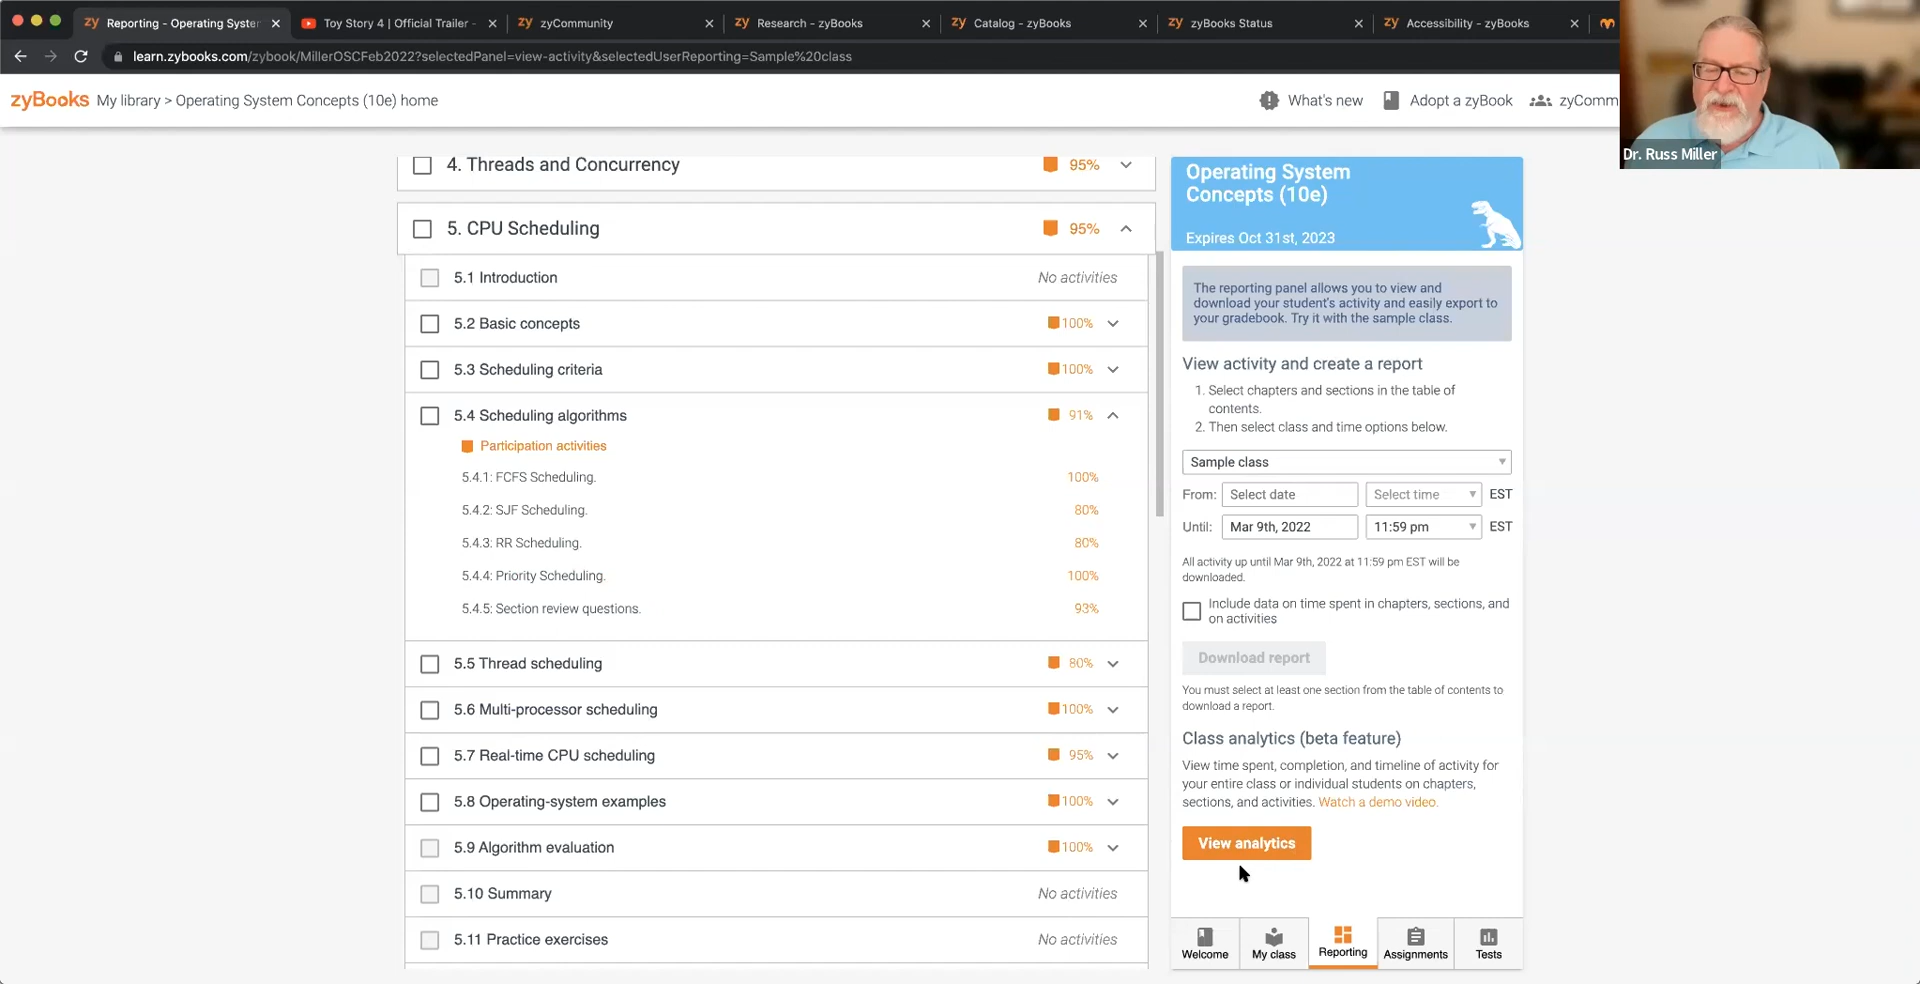 Reporting - Operating System
Toy Story 4 | Official Trailer -
zy zyCommunity
zy Research - zyBooks
zy Catalog - zyBooks
zy zyBooks Status
zy Accessibility - zyBooks
learn.zybooks.com/zybook/MillerOSCFeb2022?selectedPanel=view-activity&selectedUserReporting=Sample%20class
zyBooks My library > Operating System Concepts (10e) home
What's new
Adopt a zyBook
zyComm
Dr. Russ Miller
4. Threads and Concurrency 95%
5. CPU Scheduling 95%
5.1 Introduction No activities
5.2 Basic concepts 100%
5.3 Scheduling criteria 100%
5.4 Scheduling algorithms 91%
Participation activities
5.4.1: FCFS Scheduling. 100%
5.4.2: SJF Scheduling. 80%
5.4.3: RR Scheduling. 80%
5.4.4: Priority Scheduling. 100%
5.4.5: Section review questions. 93%
5.5 Thread scheduling 80%
5.6 Multi-processor scheduling 100%
5.7 Real-time CPU scheduling 95%
5.8 Operating-system examples 100%
5.9 Algorithm evaluation 100%
5.10 Summary No activities
5.11 Practice exercises No activities
Operating System
Concepts (10e)
Expires Oct 31st, 2023
The reporting panel allows you to view and
download your student's activity and easily export to
your gradebook. Try it with the sample class.
View activity and create a report
1. Select chapters and sections in the table of
contents.
2. Then select class and time options below.
Sample class
From: Select date Select time EST
Until: Mar 9th, 2022 11:59 pm EST
All activity up until Mar 9th, 2022 at 11:59 pm EST will be
downloaded.
Include data on time spent in chapters, sections, and
on activities
Download report
You must select at least one section from the table of contents to
download a report.
Class analytics (beta feature)
View time spent, completion, and timeline of activity for
your entire class or individual students on chapters,
sections, and activities. Watch a demo video.
View analytics
Welcome
My class
Reporting
Assignments
Tests